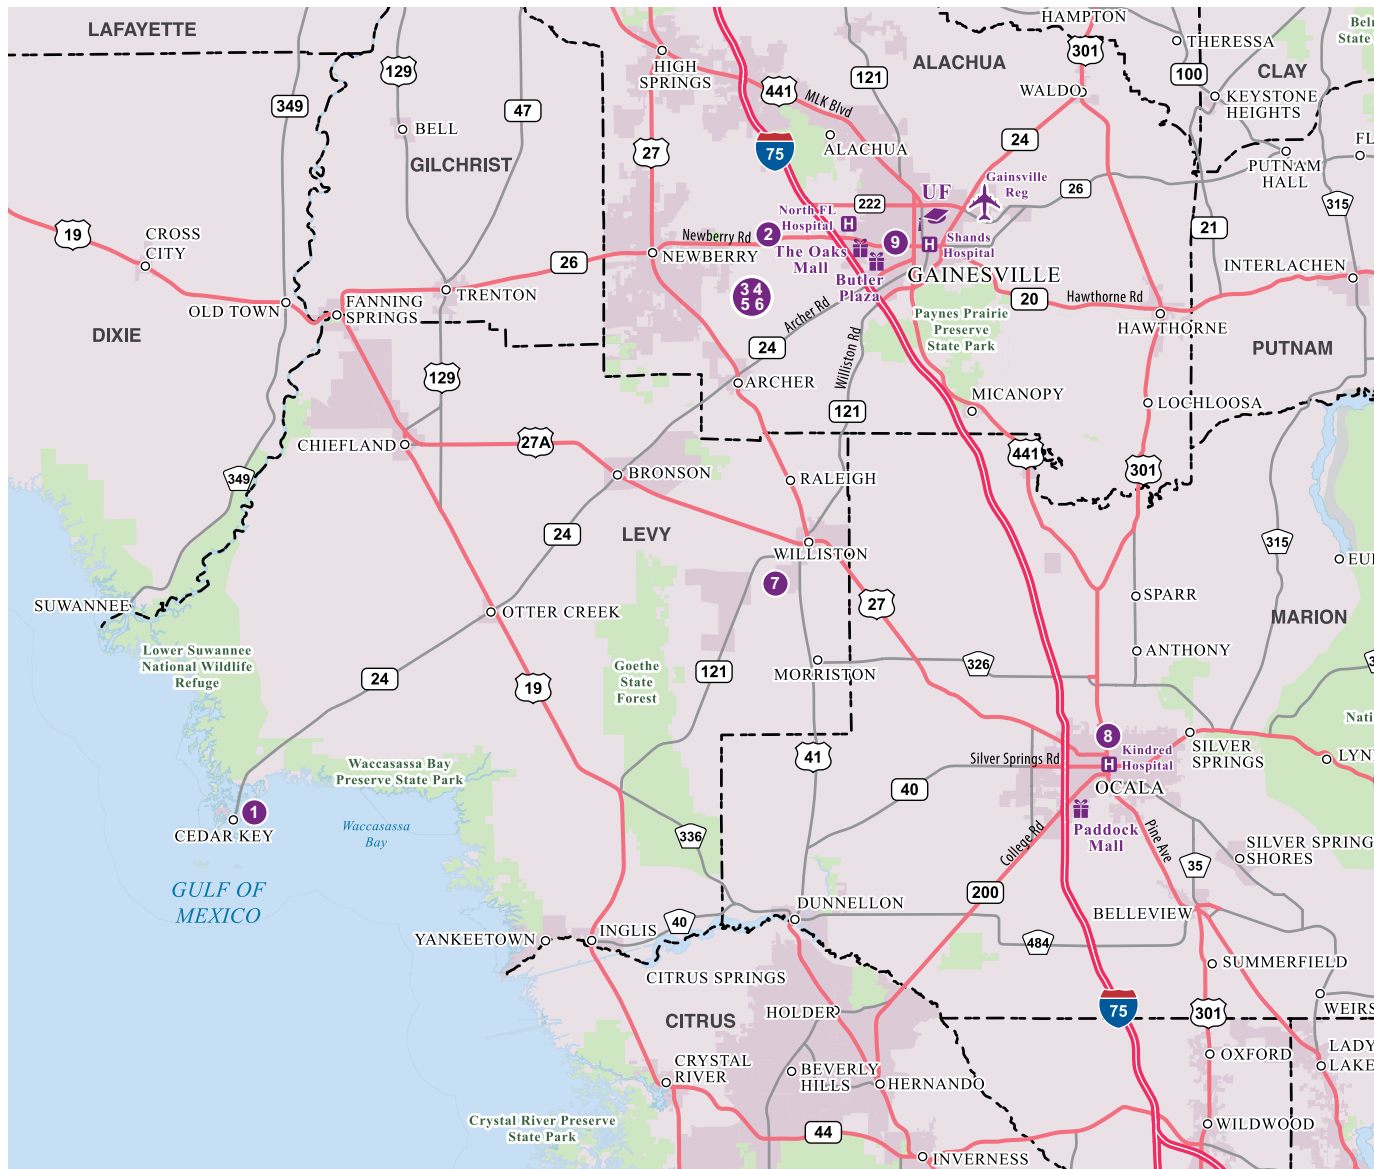 LAFAYETTE
HAMPTON
Belr
State
THERESSA
301
129
HIGH
SPRINGS
121
ALACHUA
100
CLAY
349
47
441
MLK Blvd
WALDO
KEYSTONE
HEIGHTS
BELL
GILCHRIST
27
75
ALACHUA
24
FL
PUTNAM
HALL
UF
Gainsville
Reg
26
315
222
North FL
Hospital
19
CROSS
CITY
Newberry Rd
2
9
Shands
Hospital
21
26
NEWBERRY
The Oaks
Mall
GAINESVILLE
INTERLACHEN
Butler
Plaza
TRENTON
3 4
5 6
20
Hawthorne Rd
OLD TOWN
FANNING
SPRINGS
Archer Rd
Paynes Prairie
Preserve
State Park
HAWTHORNE
DIXIE
24
Williston Rd
PUTNAM
129
ARCHER
MICANOPY
LOCHLOOSA
121
CHIEFLAND
27A
441
301
349
BRONSON
RALEIGH
24
LEVY
315
WILLISTON
EU
7
SUWANNEE
OTTER CREEK
27
SPARR
MARION
Lower Suwannee
National Wildlife
Refuge
Goethe
State
Forest
326
ANTHONY
24
19
121
MORRISTON
Nati
8
Kindred
Hospital
SILVER
SPRINGS
LYN
Waccasassa Bay
Preserve State Park
41
Silver Springs Rd
40
OCALA
1
CEDAR KEY
Waccasassa
Bay
336
College Rd
Paddock
Mall
Pine Ave
SILVER SPRING
SHORES
35
GULF OF
MEXICO
200
DUNNELLON
BELLEVIEW
YANKEETOWN
INGLIS
40
484
CITRUS SPRINGS
SUMMERFIELD
CITRUS
HOLDER
75
301
WEIRS
CRYSTAL
RIVER
BEVERLY
HILLS
HERNANDO
OXFORD
LADY
LAKE
Crystal River Preserve
State Park
44
WILDWOOD
INVERNESS